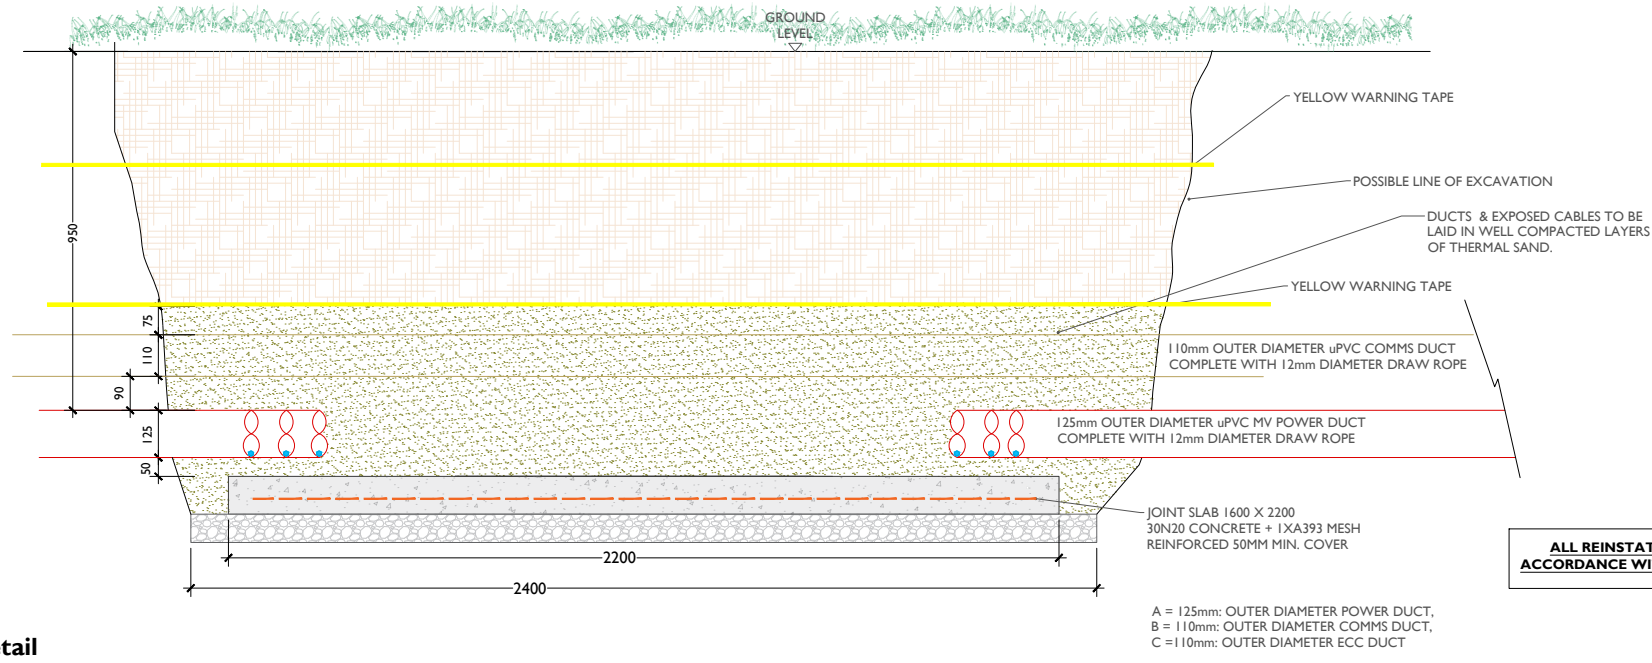 GROUND
LEVEL
YELLOW WARNING TAPE
POSSIBLE LINE OF EXCAVATION
DUCTS & EXPOSED CABLES TO BE
LAID IN WELL COMPACTED LAYERS
OF THERMAL SAND.
950
YELLOW WARNING TAPE
75
110
110mm OUTER DIAMETER uPVC COMMS DUCT
COMPLETE WITH 12mm DIAMETER DRAW ROPE
90
125
125mm OUTER DIAMETER uPVC MV POWER DUCT
COMPLETE WITH 12mm DIAMETER DRAW ROPE
50
JOINT SLAB 1600 X 2200
30N20 CONCRETE + 1XA393 MESH
REINFORCED 50MM MIN. COVER
2200
2400
ALL REINSTAT
ACCORDANCE WI
A = 125mm: OUTER DIAMETER POWER DUCT,
B = 110mm: OUTER DIAMETER COMMS DUCT,
C =110mm: OUTER DIAMETER ECC DUCT
etail